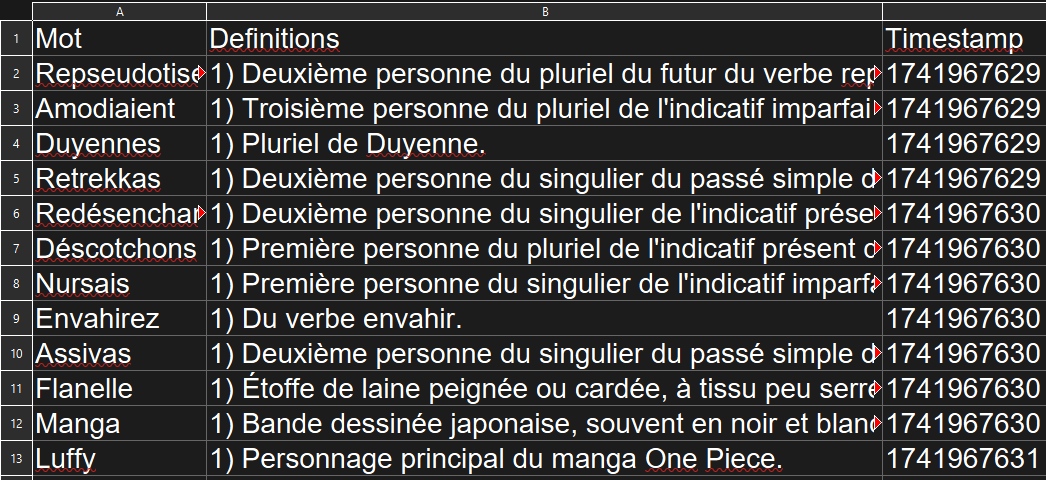 A B
1 Mot Definitions Timestamp
2 Repseudotise 1) Deuxième personne du pluriel du futur du verbe rep 1741967629
3 Amodiaient 1) Troisième personne du pluriel de l'indicatif imparfai 1741967629
4 Duyennes 1) Pluriel de Duyenne. 1741967629
5 Retrekkas 1) Deuxième personne du singulier du passé simple d 1741967629
6 Redésenchan 1) Deuxième personne du singulier de l'indicatif prése 1741967630
7 Déscotchons 1) Première personne du pluriel de l'indicatif présent d 1741967630
8 Nursais 1) Première personne du singulier de l'indicatif imparfa 1741967630
9 Envahirez 1) Du verbe envahir. 1741967630
10 Assivas 1) Deuxième personne du singulier du passé simple d 1741967630
11 Flanelle 1) Étoffe de laine peignée ou cardée, à tissu peu serré 1741967630
12 Manga 1) Bande dessinée japonaise, souvent en noir et blanc 1741967630
13 Luffy 1) Personnage principal du manga One Piece. 1741967631